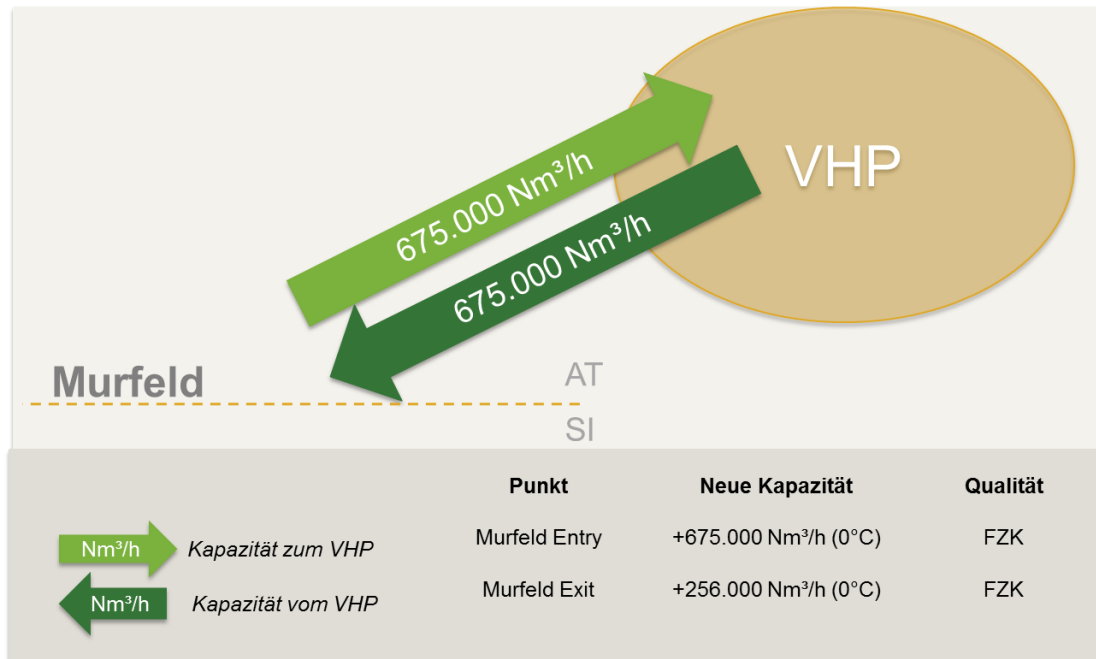 VHP
675.000 Nm³/h
675.000 Nm³/h
Murfeld
AT
SI
Punkt Neue Kapazität Qualität
Nm³/h Kapazität zum VHP Murfeld Entry +675.000 Nm³/h (0°C) FZK
Nm³/h Kapazität vom VHP Murfeld Exit +256.000 Nm³/h (0°C) FZK